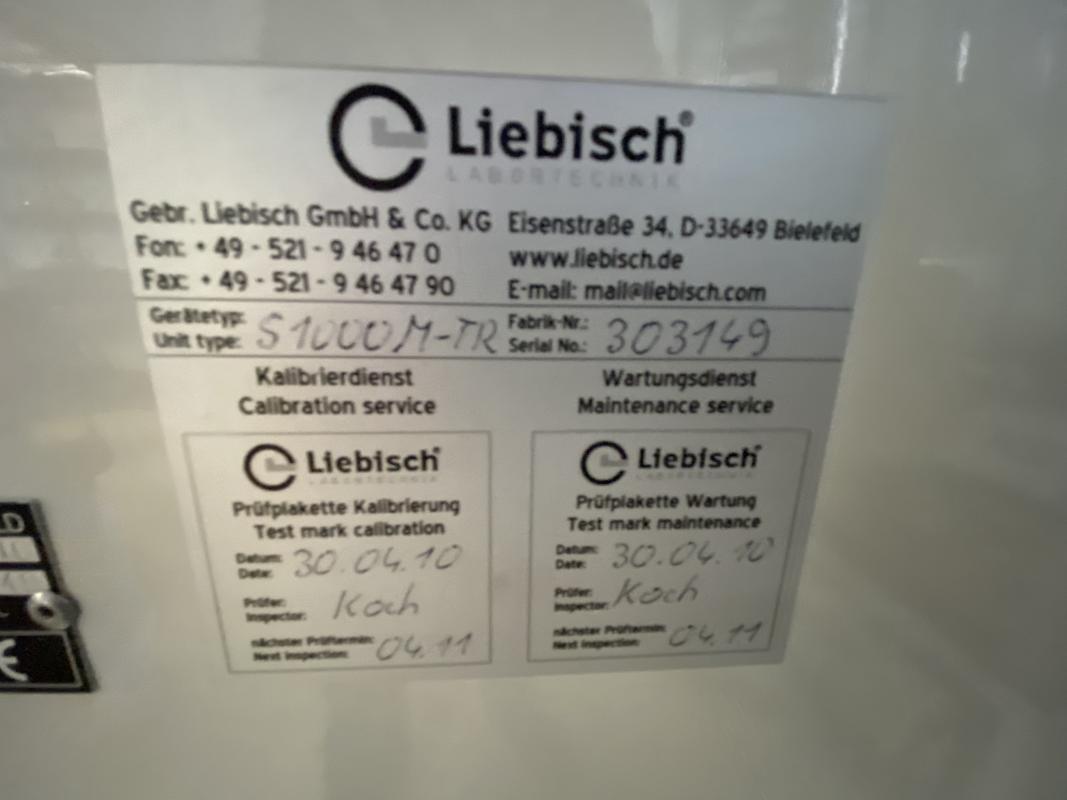 Liebisch®
LABORTECHNIK
Gebr. Liebisch GmbH & Co. KG Eisenstraße 34, D-33649 Bielefeld
Fon: + 49 - 521 - 9 46 47 0 www.liebisch.de
Fax: + 49 - 521 - 9 46 47 90 E-mail: mail@liebisch.com
Gerätetyp: Fabrik-Nr.:
Unit type: S1000M-TR Serial No.: 303149
Kalibrierdienst Wartungsdienst
Calibration service Maintenance service
Liebisch®
LABORTECHNIK
Prüfplakette Kalibrierung
Test mark calibration
Datum:
Date: 30.04.10
Prüfer:
Inspector: Koch
nächster Prüftermin:
Next inspection: 04.11
Liebisch®
LABORTECHNIK
Prüfplakette Wartung
Test mark maintenance
Datum:
Date: 30.04.10
Prüfer:
Inspector: Koch
nächster Prüftermin:
Next inspection: 04.11
LD
CE